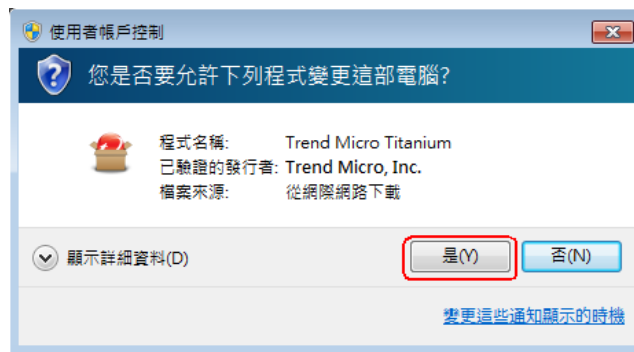 使用者帳戶控制
您是否要允許下列程式變更這部電腦?
程式名稱: Trend Micro Titanium
已驗證的發行者: Trend Micro, Inc.
檔案來源: 從網際網路下載
顯示詳細資料(D)
是(Y)
否(N)
變更這些通知顯示的時機